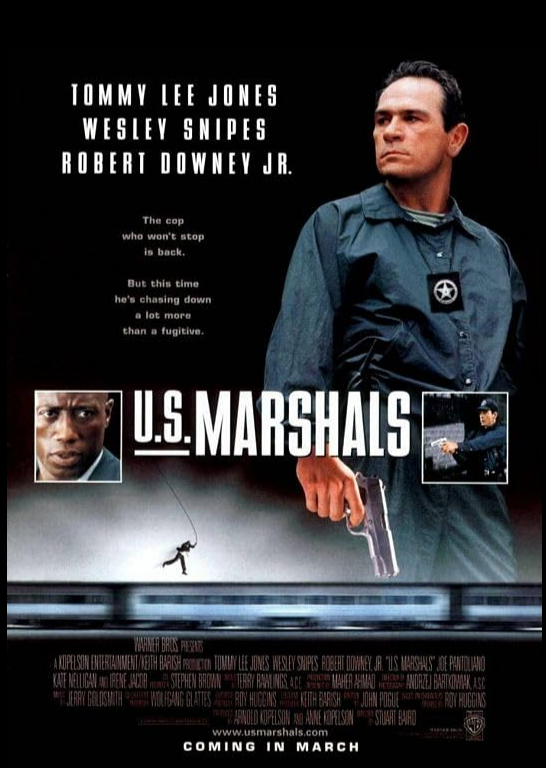 TOMMY LEE JONES
WESLEY SNIPES
ROBERT DOWNEY JR.
The cop
who won't stop
is back.
But this time
he's chasing down
a lot more
than a fugitive.
U.S. MARSHALS
WARNER BROS. PRESENTS
A KOPELSON ENTERTAINMENT/KEITH BARISH PRODUCTION TOMMY LEE JONES WESLEY SNIPES ROBERT DOWNEY JR. "U.S. MARSHALS" JOE PANTOLIANO
KATE NELLIGAN AND IRENE JACOB STEPHEN BROWN TERRY RAWLINGS, A.C.E. MAHER AHMAD ANDRZEJ BARTKOWIAK, A.S.C.
JERRY GOLDSMITH WOLFGANG GLATTES ROY HUGGINS KEITH BARISH JOHN POGUE ROY HUGGINS
ARNOLD KOPELSON AND ANNE KOPELSON STUART BAIRD
www.usmarshals.com
COMING IN MARCH